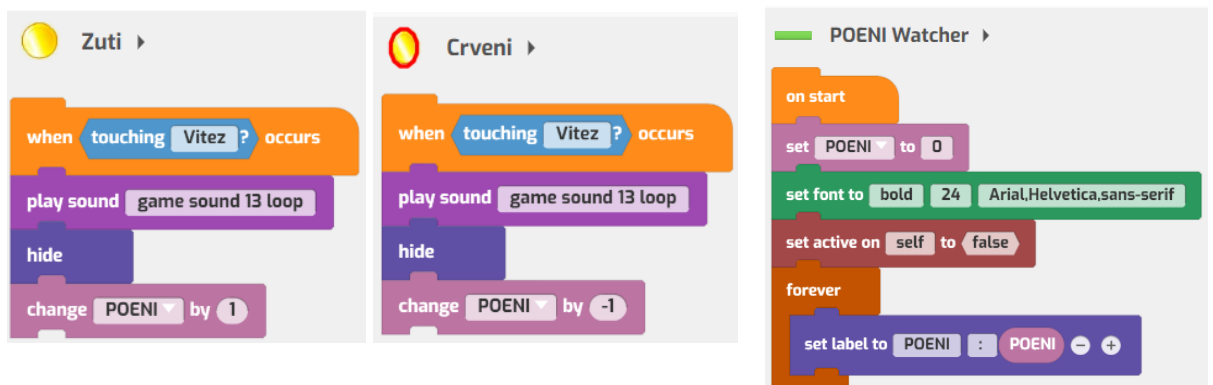 Zuti
when touching Vitez ? occurs
play sound game sound 13 loop
hide
change POENI by 1
Crveni
when touching Vitez ? occurs
play sound game sound 13 loop
hide
change POENI by -1
POENI Watcher
on start
set POENI to 0
set font to bold 24 Arial,Helvetica,sans-serif
set active on self to false
forever
set label to POENI : POENI - +